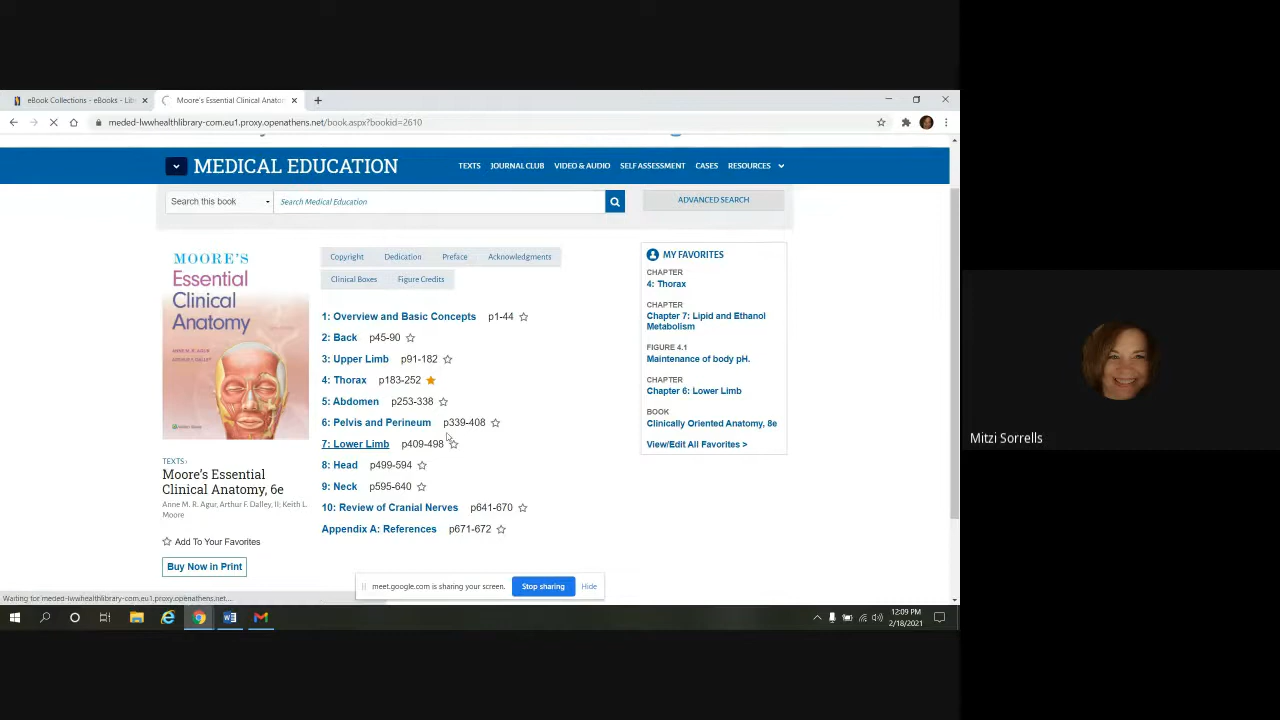 eBook Collections - eBooks - Lib
Moore's Essential Clinical Anator
meded-lwwhealthlibrary-com.eu1.proxy.openathens.net/book.aspx?bookid=2610
MEDICAL EDUCATION
TEXTS
JOURNAL CLUB
VIDEO & AUDIO
SELF ASSESSMENT
CASES
RESOURCES
Search this book
Search Medical Education
ADVANCED SEARCH
MOORE'S
Essential
Clinical
Anatomy
ANNE M. R. AGUR
ARTHUR F. DALLEY, II
TEXTS ›
Moore's Essential
Clinical Anatomy, 6e
Anne M. R. Agur; Arthur F. Dalley, II; Keith L.
Moore
Add To Your Favorites
Buy Now in Print
Copyright
Dedication
Preface
Acknowledgments
Clinical Boxes
Figure Credits
1: Overview and Basic Concepts p1-44
2: Back p45-90
3: Upper Limb p91-182
4: Thorax p183-252
5: Abdomen p253-338
6: Pelvis and Perineum p339-408
7: Lower Limb p409-498
8: Head p499-594
9: Neck p595-640
10: Review of Cranial Nerves p641-670
Appendix A: References p671-672
MY FAVORITES
CHAPTER
4: Thorax
CHAPTER
Chapter 7: Lipid and Ethanol
Metabolism
FIGURE 4.1
Maintenance of body pH.
CHAPTER
Chapter 6: Lower Limb
BOOK
Clinically Oriented Anatomy, 8e
View/Edit All Favorites >
meet.google.com is sharing your screen.
Stop sharing
Hide
Waiting for meded-lwwhealthlibrary-com.eu1.proxy.openathens.net...
12:09 PM
2/18/2021
Mitzi Sorrells